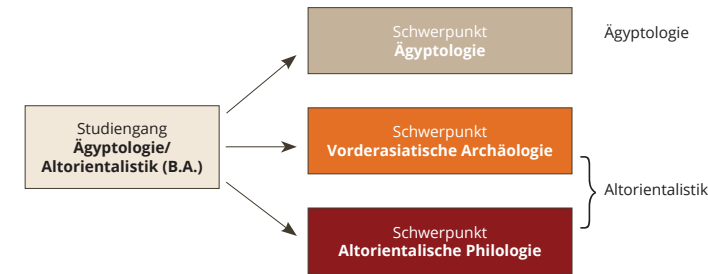 Schwerpunkt
Ägyptologie
Ägyptologie
Studiengang
Ägyptologie/
Altorientalistik (B.A.)
Schwerpunkt
Vorderasiatische Archäologie
Altorientalistik
Schwerpunkt
Altorientalische Philologie